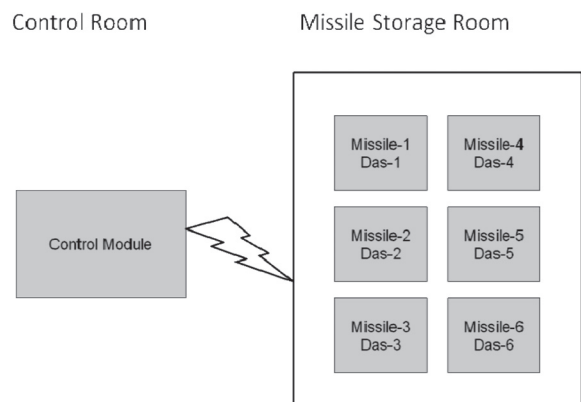 Control Room
Missile Storage Room
Missile-1
Das-1
Missile-4
Das-4
Control Module
Missile-2
Das-2
Missile-5
Das-5
Missile-3
Das-3
Missile-6
Das-6